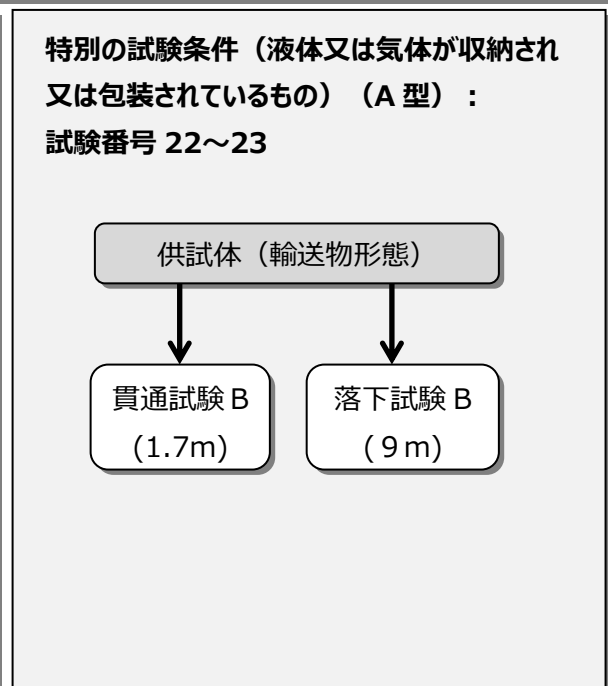 特別の試験条件（液体又は気体が収納され
又は包装されているもの）（A 型）：
試験番号 22～23
供試体（輸送物形態）
貫通試験 B
(1.7m)
落下試験 B
(９m)